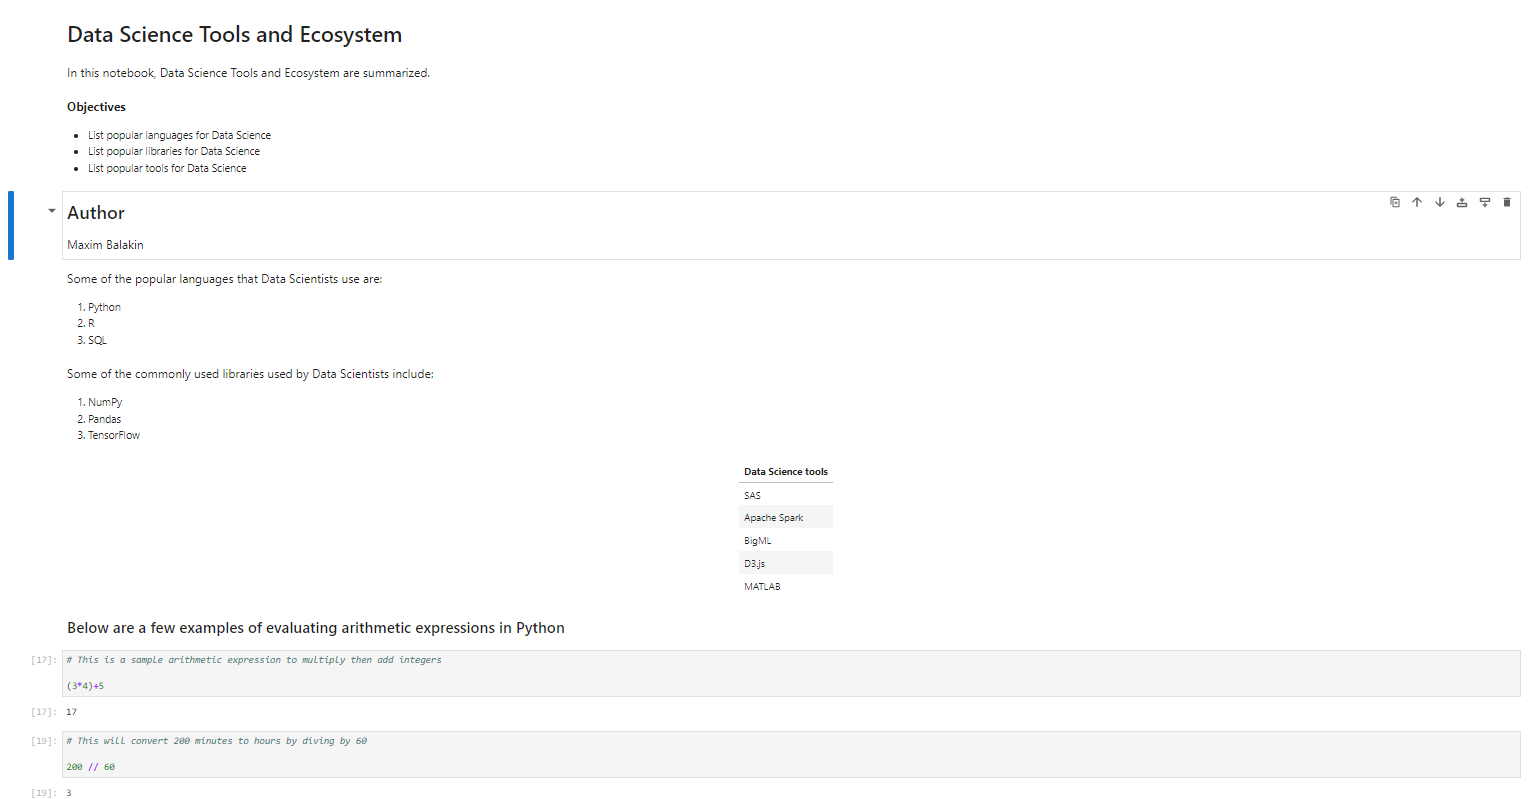 Data Science Tools and Ecosystem
In this notebook, Data Science Tools and Ecosystem are summarized.
Objectives
• List popular languages for Data Science
• List popular libraries for Data Science
• List popular tools for Data Science
Author
Maxim Balakin
Some of the popular languages that Data Scientists use are:
1. Python
2. R
3. SQL
Some of the commonly used libraries used by Data Scientists include:
1. NumPy
2. Pandas
3. TensorFlow
Data Science tools
SAS
Apache Spark
BigML
D3.js
MATLAB
Below are a few examples of evaluating arithmetic expressions in Python
[17]: # This is a sample arithmetic expression to multiply then add integers
(3*4)+5
[17]: 17
[19]: # This will convert 200 minutes to hours by diving by 60
200 // 60
[19]: 3